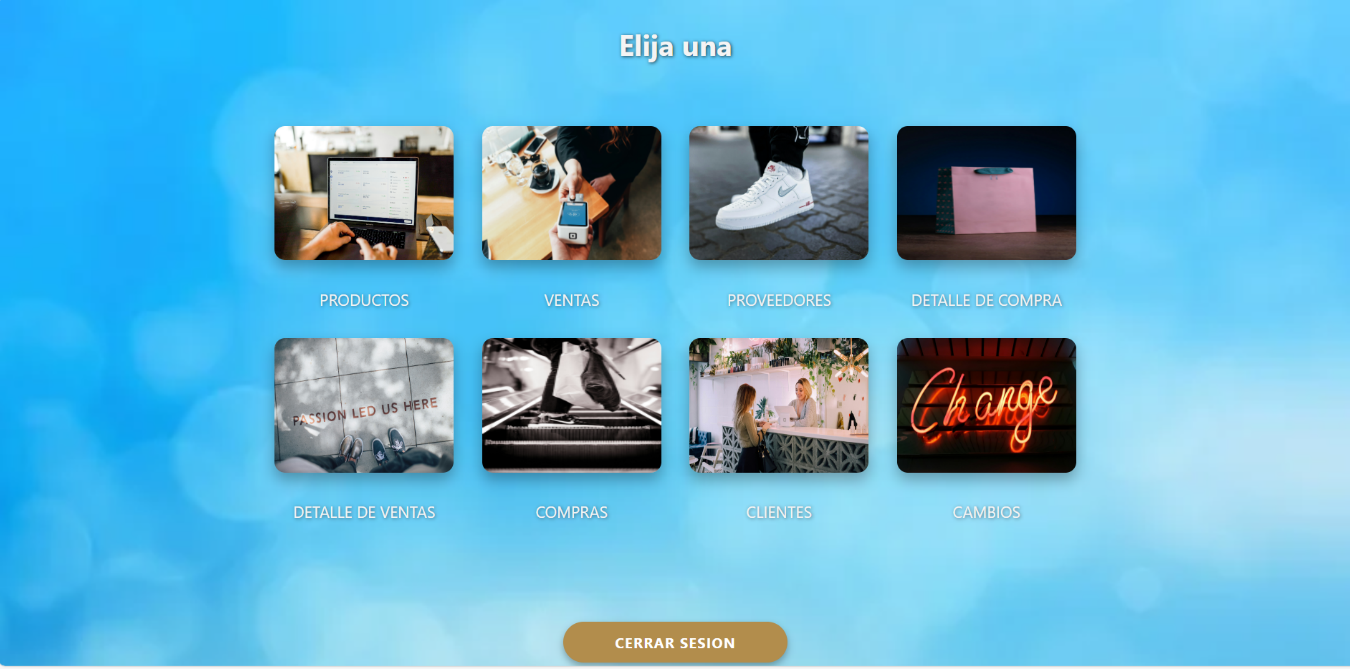 Elija una
PRODUCTOS
VENTAS
PROVEEDORES
DETALLE DE COMPRA
PASSION LED US HERE
Change
DETALLE DE VENTAS
COMPRAS
CLIENTES
CAMBIOS
CERRAR SESION